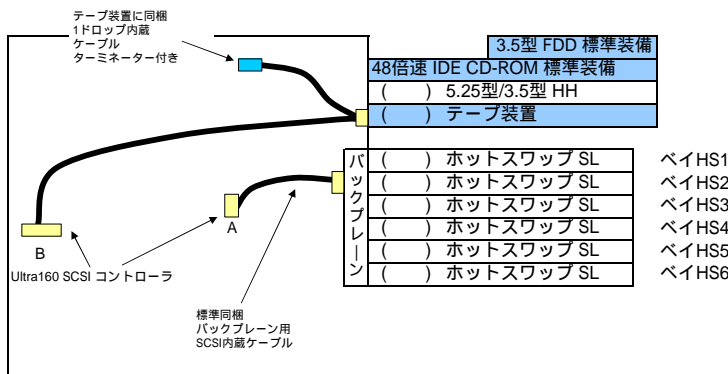 テープ装置に同梱
1ドロップ内蔵
ケーブル
ターミネーター付き
3.5型 FDD 標準装備
48倍速 IDE CD-ROM 標準装備
(　　) 5.25型/3.5型 HH
(　　) テープ装置
バックプレーン
(　　) ホットスワップ SL ベイHS1
(　　) ホットスワップ SL ベイHS2
(　　) ホットスワップ SL ベイHS3
(　　) ホットスワップ SL ベイHS4
(　　) ホットスワップ SL ベイHS5
(　　) ホットスワップ SL ベイHS6
A
B
Ultra160 SCSI コントローラ
標準同梱
バックプレーン用
SCSI内蔵ケーブル